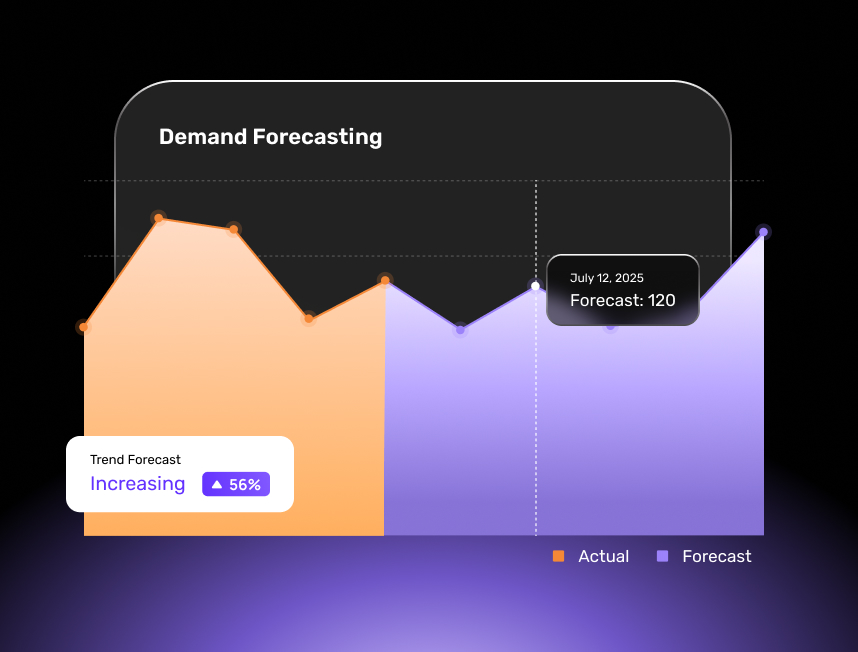 Demand Forecasting
July 12, 2025
Forecast: 120
Trend Forecast
Increasing 56%
Actual Forecast